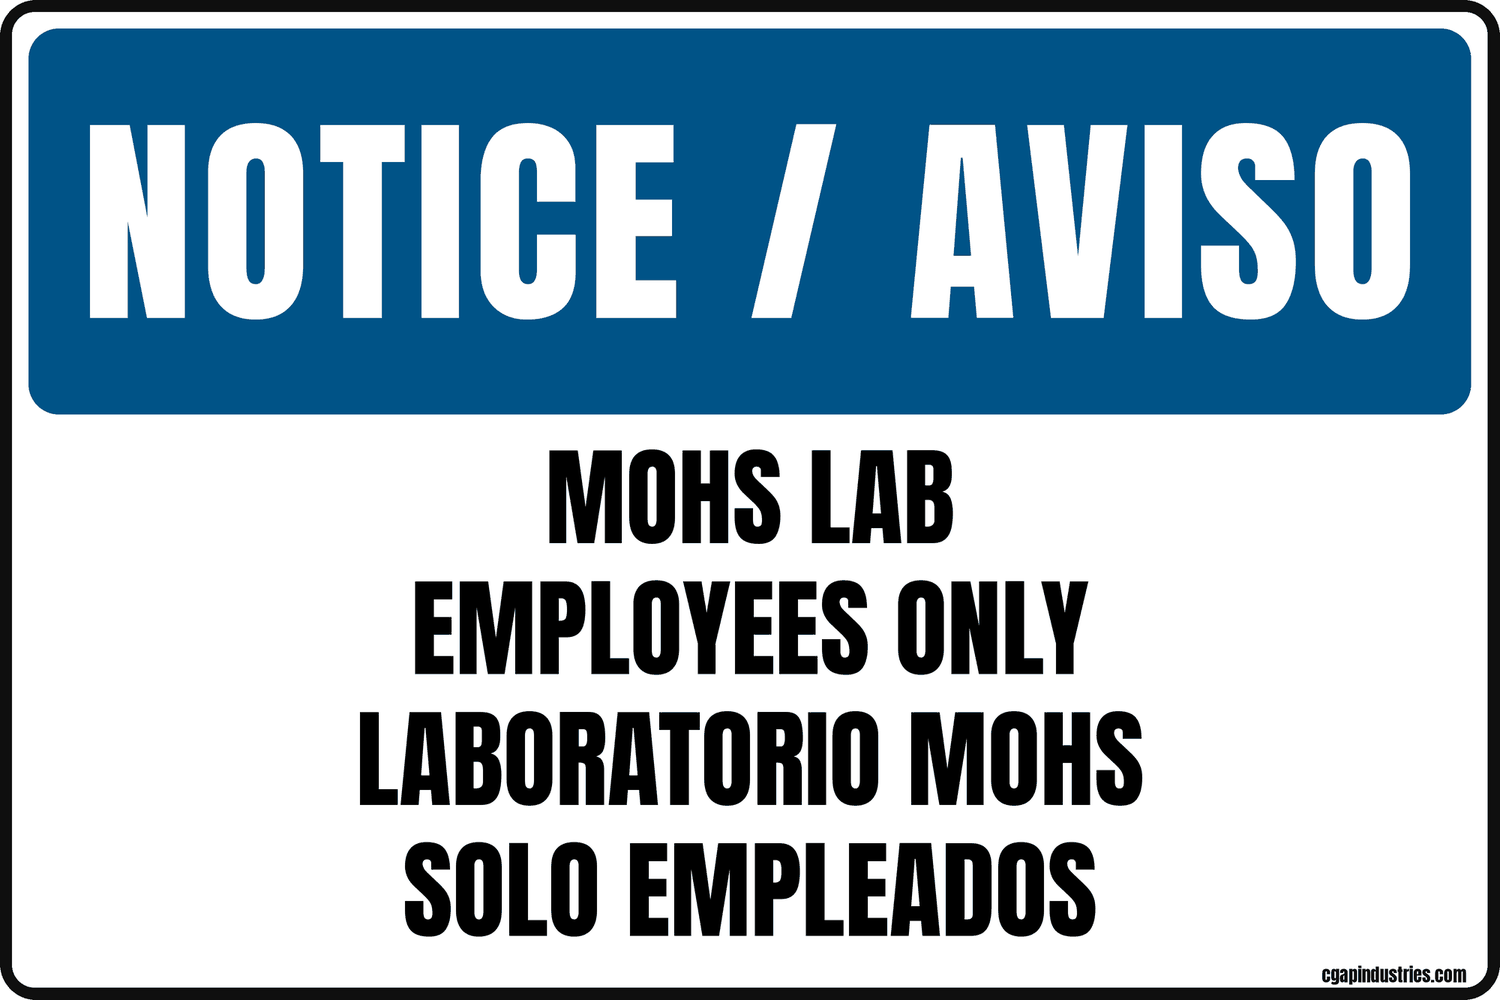 NOTICE / AVISO
MOHS LAB
EMPLOYEES ONLY
LABORATORIO MOHS
SOLO EMPLEADOS
cgapindustries.com